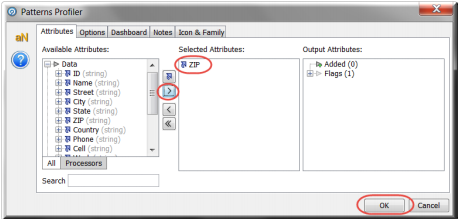 Patterns Profiler
aN
Attributes Options Dashboard Notes Icon & Family
Available Attributes: Selected Attributes: Output Attributes:
Data
ID (string)
Name (string)
Street (string)
City (string)
State (string)
ZIP (string)
Country (string)
Phone (string)
Cell (string)
ZIP
Added (0)
Flags (1)
All Processors
Search
OK Cancel